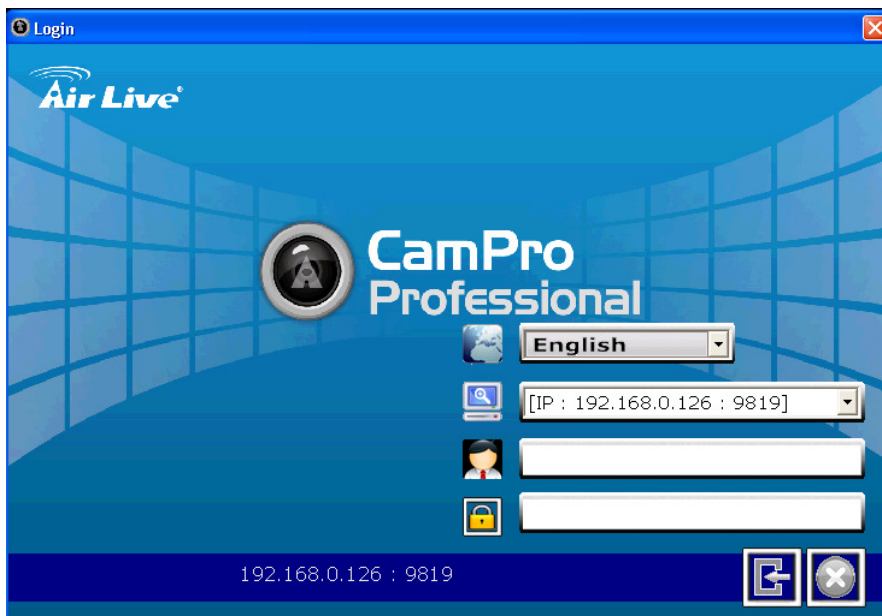 Login
Air Live®
CamPro
Professional
English
[IP : 192.168.0.126 : 9819]
192.168.0.126 : 9819